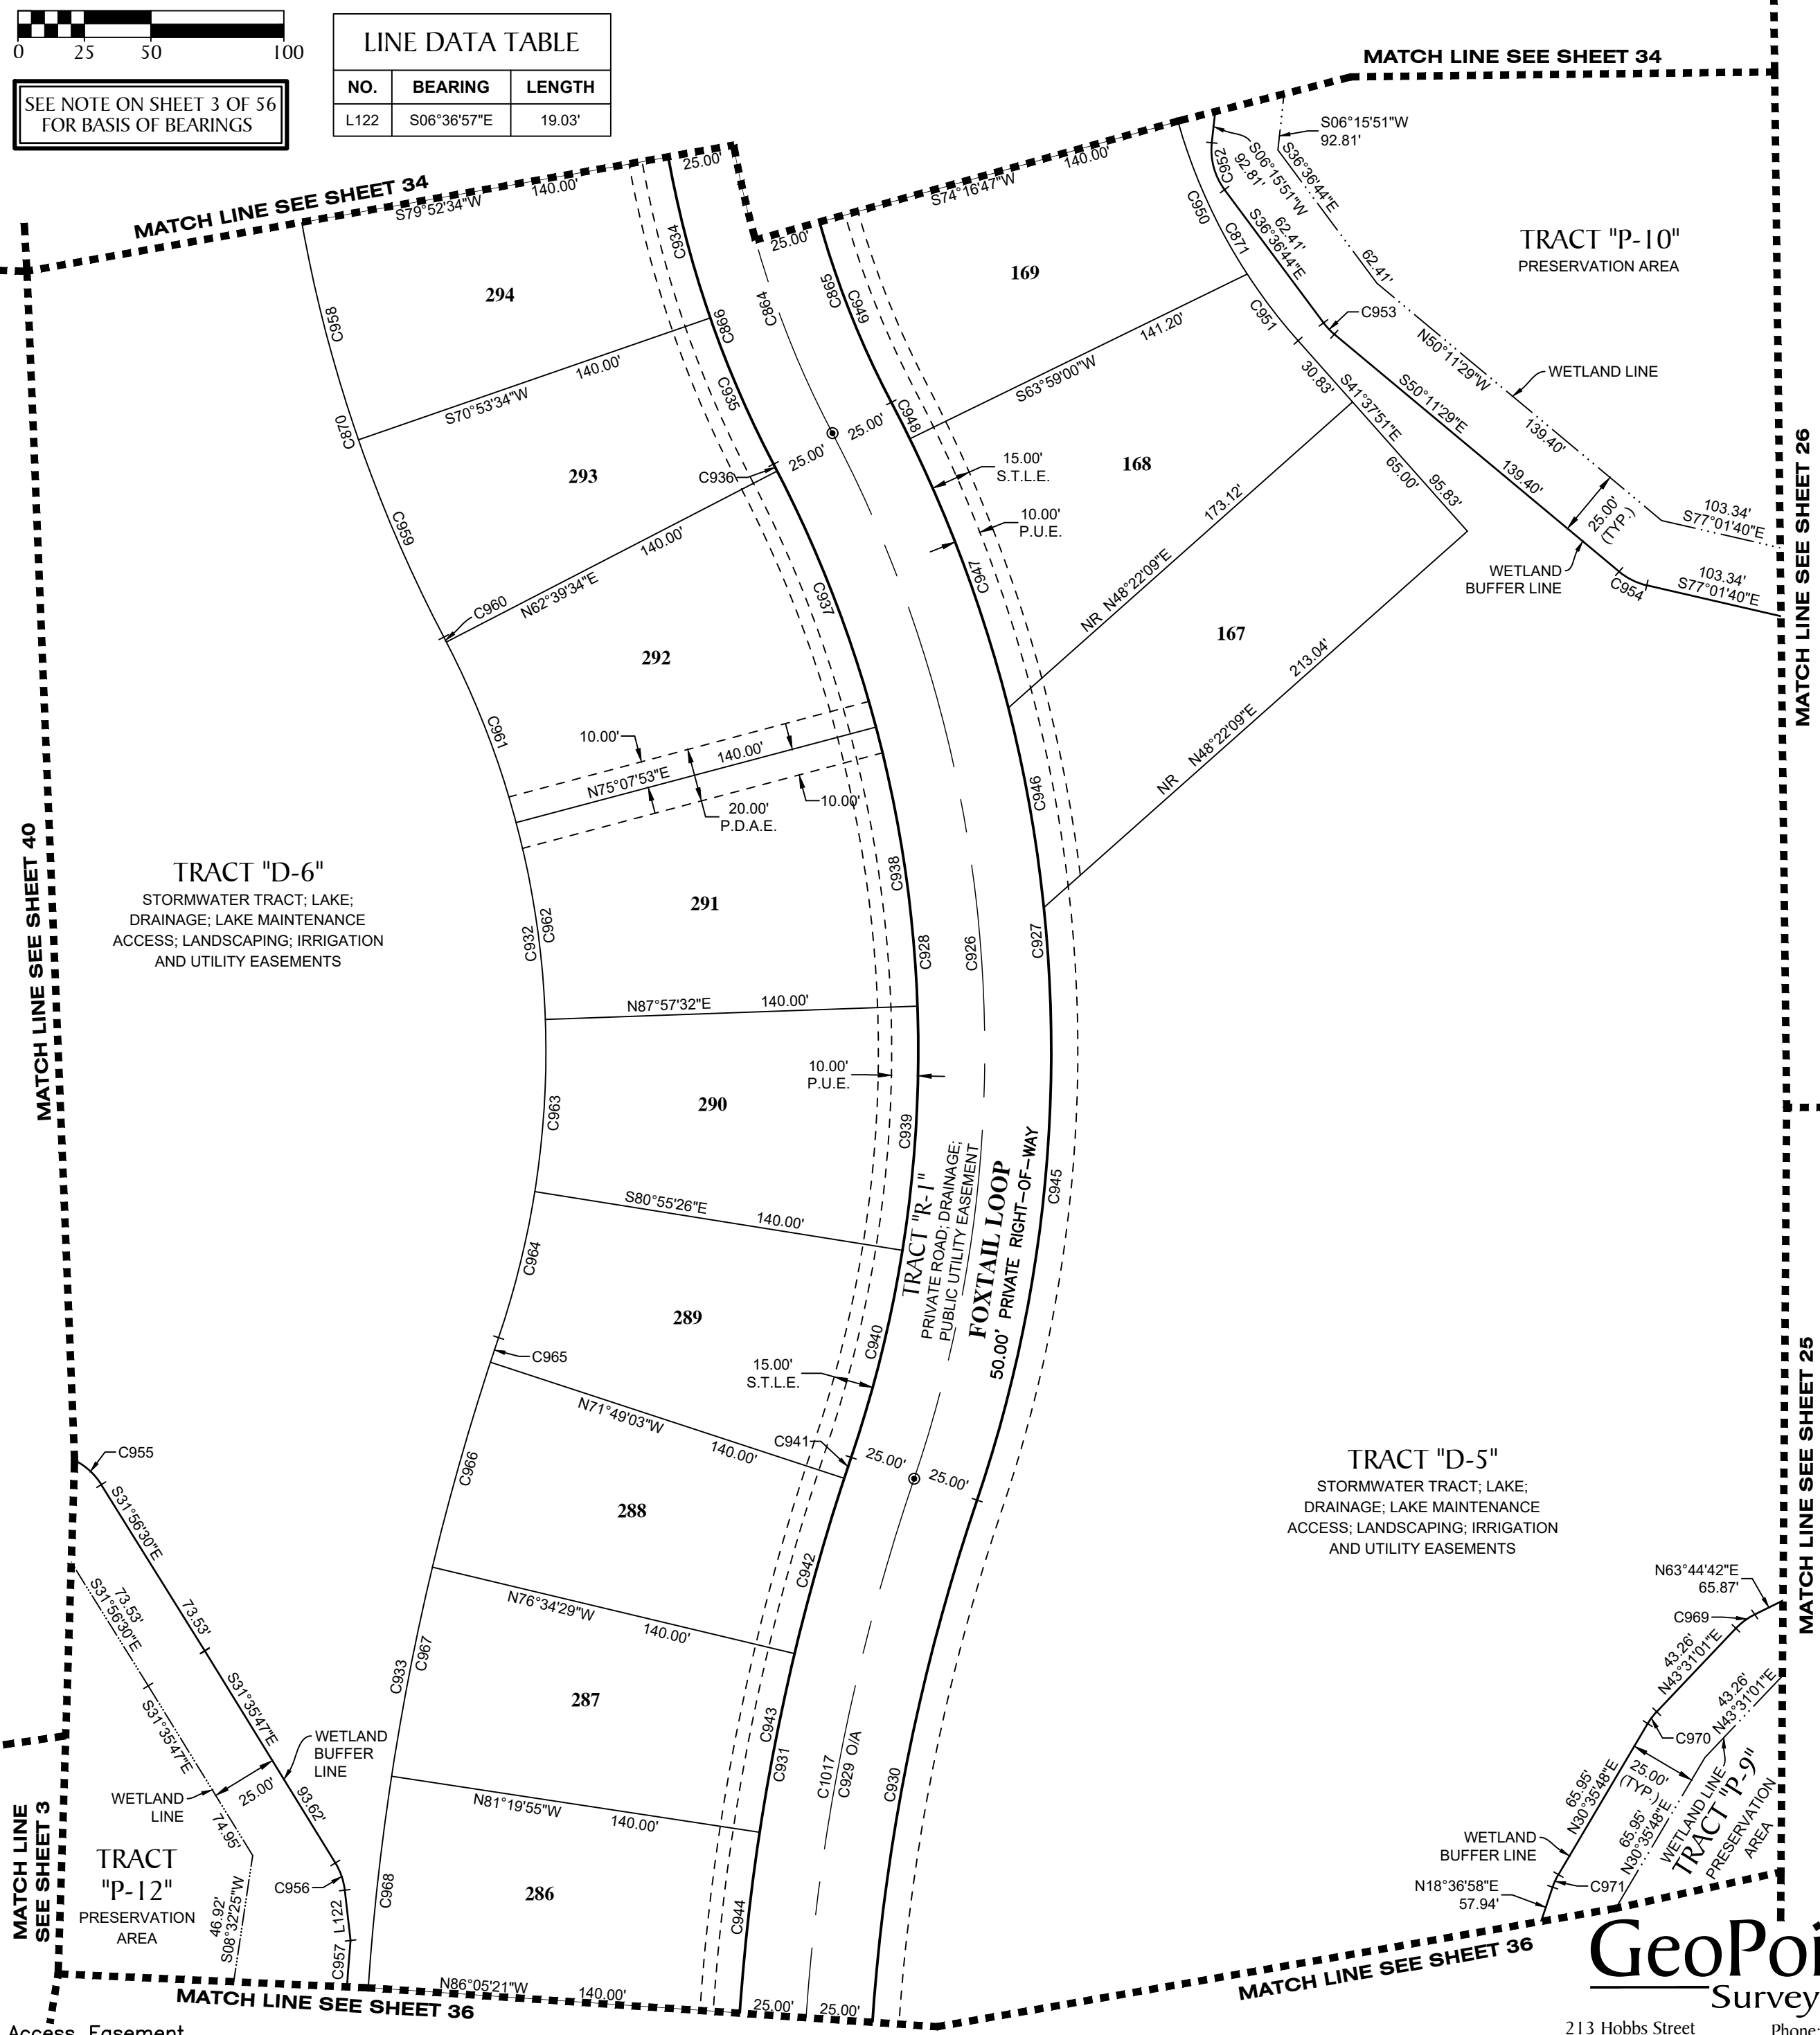 0 25 50 100
SEE NOTE ON SHEET 3 OF 56
FOR BASIS OF BEARINGS
LINE DATA TABLE
NO. BEARING LENGTH
L122 S06°36'57"E 19.03'
MATCH LINE SEE SHEET 34
MATCH LINE SEE SHEET 34
S79°52'34"W
140.00'
25.00'
25.00'
S74°16'47"W
140.00'
S06°15'51"W
92.81'
S36°36'44"E
62.41'
C952
S06°15'51"W
92.81'
S36°36'44"E
62.41'
C950
C871
C951
C953
TRACT "P-10"
PRESERVATION AREA
N50°11'29"W
139.40'
WETLAND LINE
S50°11'29"E
139.40'
25.00'
(TYP.)
103.34'
S77°01'40"E
103.34'
S77°01'40"E
C954
WETLAND
BUFFER LINE
MATCH LINE SEE SHEET 26
C934
C864
C865
C949
C866
C935
C936
C948
25.00'
25.00'
294
C958
S70°53'34"W
140.00'
C870
293
C959
N62°39'34"E
140.00'
C960
292
C961
C937
10.00'
N75°07'53"E
140.00'
20.00'
P.D.A.E.
10.00'
169
S63°59'00"W
141.20'
30.83'
S41°37'51"E
65.00'
95.83'
168
15.00'
S.T.L.E.
10.00'
P.U.E.
C947
NR N48°22'09"E
173.12'
167
NR N48°22'09"E
213.04'
C946
C938
C928
C926
C927
TRACT "D-6"
STORMWATER TRACT; LAKE;
DRAINAGE; LAKE MAINTENANCE
ACCESS; LANDSCAPING; IRRIGATION
AND UTILITY EASEMENTS
MATCH LINE SEE SHEET 40
C932
C962
291
N87°57'32"E
140.00'
10.00'
P.U.E.
290
C963
C939
S80°55'26"E
140.00'
C964
289
C940
C965
15.00'
S.T.L.E.
N71°49'03"W
140.00'
C941
25.00'
25.00'
TRACT "R-1"
PRIVATE ROAD; DRAINAGE;
PUBLIC UTILITY EASEMENT
FOXTAIL LOOP
50.00' PRIVATE RIGHT-OF-WAY
C945
C966
288
C942
N76°34'29"W
140.00'
C933
C967
287
C943
C931
C1017
C929 O/A
C930
N81°19'55"W
140.00'
286
C968
C944
N86°05'21"W
140.00'
25.00'
25.00'
C955
S31°56'30"E
73.53'
73.53'
S31°56'30"E
S31°35'47"E
S31°35'47"E
93.62'
WETLAND
BUFFER
LINE
WETLAND
LINE
25.00'
74.95'
46.92'
S08°32'25"W
C956
L122
C957
TRACT
"P-12"
PRESERVATION
AREA
MATCH LINE
SEE SHEET 3
MATCH LINE SEE SHEET 36
TRACT "D-5"
STORMWATER TRACT; LAKE;
DRAINAGE; LAKE MAINTENANCE
ACCESS; LANDSCAPING; IRRIGATION
AND UTILITY EASEMENTS
MATCH LINE SEE SHEET 25
N63°44'42"E
65.87'
C969
43.26'
N43°31'01"E
43.26'
N43°31'01"E
C970
65.95'
N30°35'48"E
25.00'
(TYP.)
65.95'
N30°35'48"E
WETLAND LINE
TRACT "P-9"
PRESERVATION
AREA
WETLAND
BUFFER LINE
N18°36'58"E
57.94'
C971
MATCH LINE SEE SHEET 36
GeoPoi
Survey
213 Hobbs Street Phone:
Access Easement